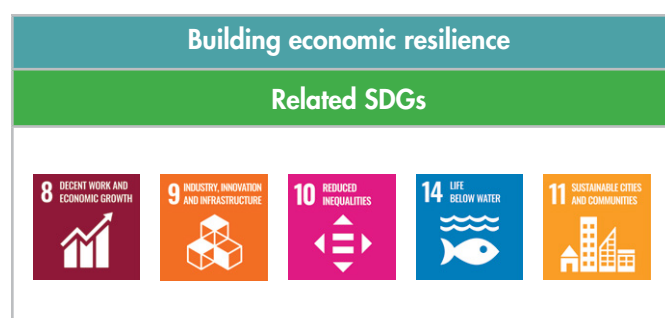 Building economic resilience
Related SDGs
8 DECENT WORK AND
ECONOMIC GROWTH
9 INDUSTRY, INNOVATION
AND INFRASTRUCTURE
10 REDUCED
INEQUALITIES
14 LIFE
BELOW WATER
11 SUSTAINABLE CITIES
AND COMMUNITIES